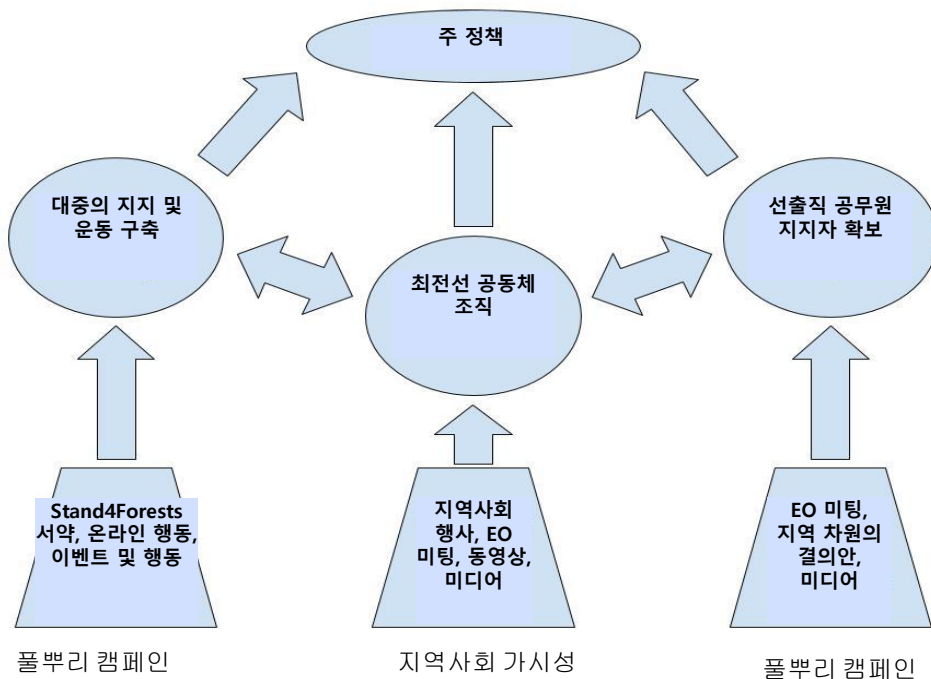 주 정책
대중의 지지 및
운동 구축
최전선 공동체
조직
선출직 공무원
지지자 확보
Stand4Forests
서약, 온라인 행동,
이벤트 및 행동
지역사회
행사, EO
미팅, 동영상,
미디어
EO 미팅,
지역 차원의
결의안,
미디어
풀뿌리 캠페인
지역사회 가시성
풀뿌리 캠페인